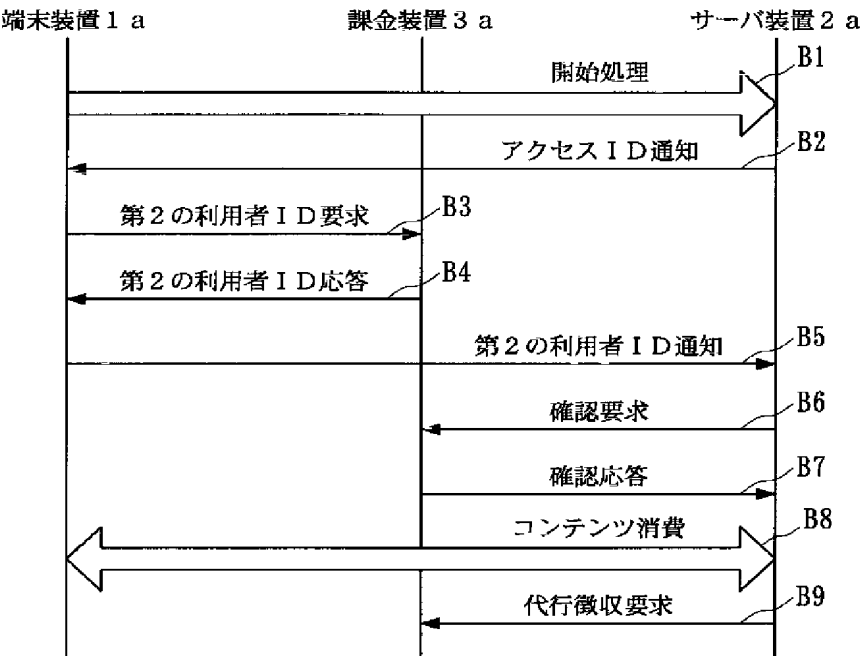 端末装置1a 課金装置3a サーバ装置2a
開始処理 B1
アクセスID通知 B2
第2の利用者ID要求 B3
第2の利用者ID応答 B4
第2の利用者ID通知 B5
確認要求 B6
確認応答 B7
コンテンツ消費 B8
代行徴収要求 B9